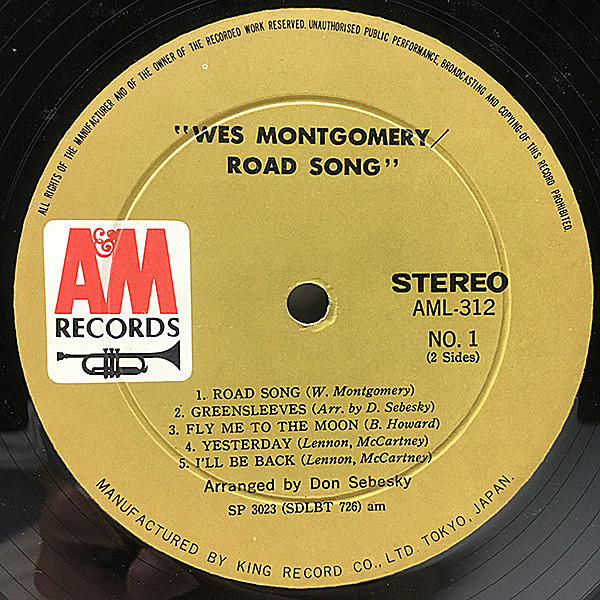 ALL RIGHTS OF THE MANUFACTURER AND OF THE OWNER OF THE RECORDED WORK RESERVED. UNAUTHORISED PUBLIC PERFORMANCE, BROADCASTING AND COPYING OF THIS RECORD PROHIBITED.
"WES MONTGOMERY/
ROAD SONG"
A&M
RECORDS
STEREO
AML-312
NO. 1
(2 Sides)
1. ROAD SONG (W. Montgomery)
2. GREENSLEEVES (Arr. by D. Sebesky)
3. FLY ME TO THE MOON (B. Howard)
4. YESTERDAY (Lennon, McCartney)
5. I'LL BE BACK (Lennon, McCartney)
Arranged by Don Sebesky
SP 3023 (SDLBT 726) am
MANUFACTURED BY KING RECORD CO., LTD. TOKYO, JAPAN.